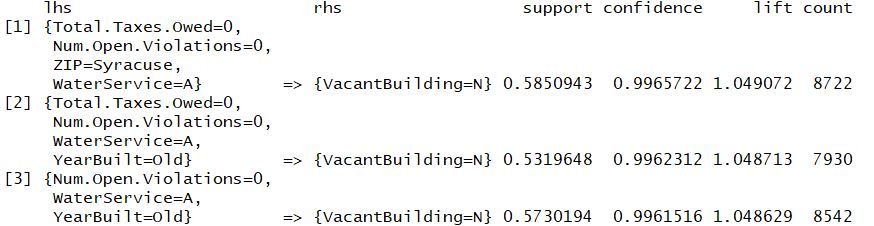 lhs                          rhs                    support confidence     lift count
[1] {Total.Taxes.Owed=0,
     Num.Open.Violations=0,
     ZIP=Syracuse,
     WaterService=A}          => {VacantBuilding=N} 0.5850943  0.9965722 1.049072  8722
[2] {Total.Taxes.Owed=0,
     Num.Open.Violations=0,
     WaterService=A,
     YearBuilt=Old}           => {VacantBuilding=N} 0.5319648  0.9962312 1.048713  7930
[3] {Num.Open.Violations=0,
     WaterService=A,
     YearBuilt=Old}           => {VacantBuilding=N} 0.5730194  0.9961516 1.048629  8542